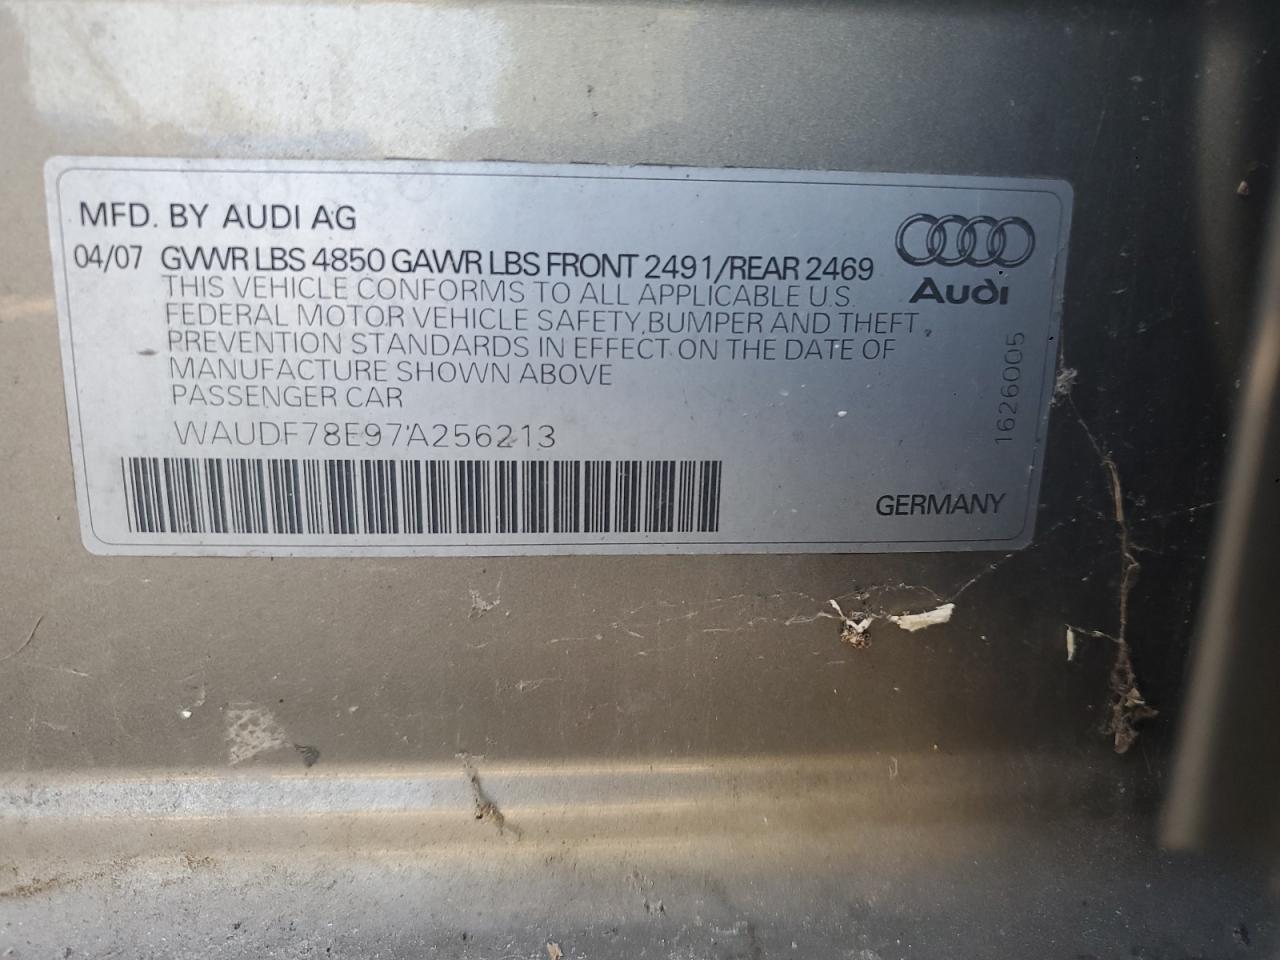 MFD. BY AUDI AG
04/07 GVWR LBS 4850 GAWR LBS FRONT 2491/REAR 2469
THIS VEHICLE CONFORMS TO ALL APPLICABLE U.S.
FEDERAL MOTOR VEHICLE SAFETY,BUMPER AND THEFT
PREVENTION STANDARDS IN EFFECT ON THE DATE OF
MANUFACTURE SHOWN ABOVE
PASSENGER CAR
WAUDF78E97A256213
Audi
1626005
GERMANY